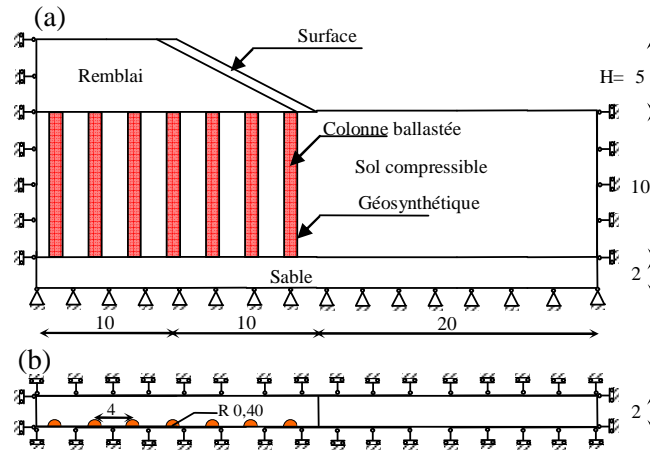 (a)
Surface
Remblai
H= 5
Colonne ballastée
Sol compressible
10
Géosynthétique
Sable
2
10
10
20
(b)
4
R 0,40
2